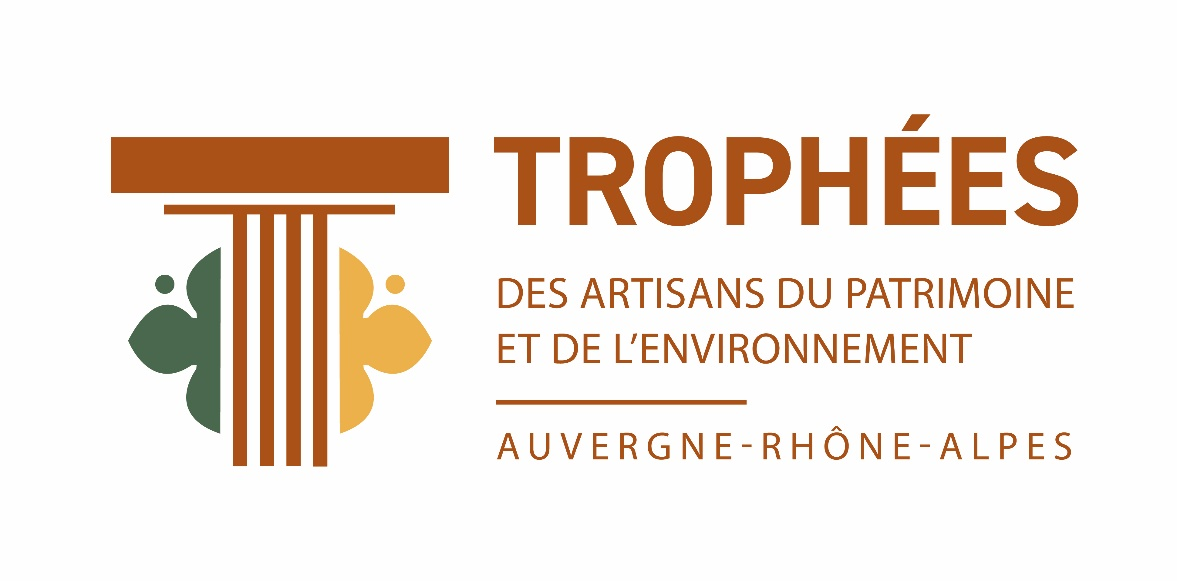 TROPHÉES
DES ARTISANS DU PATRIMOINE
ET DE L’ENVIRONNEMENT
AUVERGNE-RHÔNE-ALPES